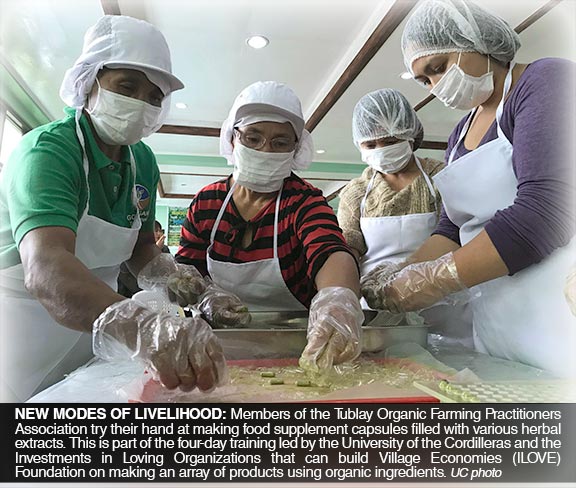 NEW MODES OF LIVELIHOOD: Members of the Tublay Organic Farming Practitioners
Association try their hand at making food supplement capsules filled with various herbal
extracts. This is part of the four-day training led by the University of the Cordilleras and the
Investments in Loving Organizations that can build Village Economies (ILOVE)
Foundation on making an array of products using organic ingredients. UC photo